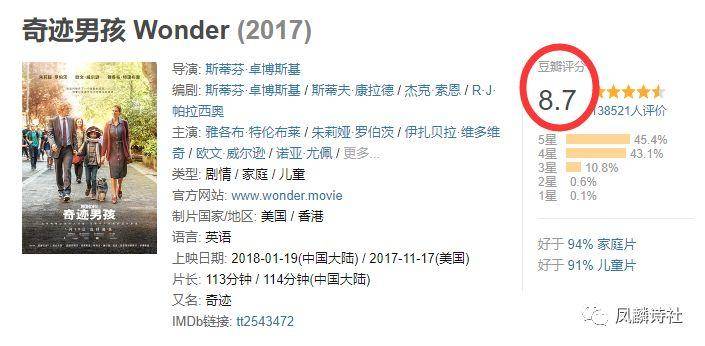 奇迹男孩 Wonder (2017)
导演: 斯蒂芬·卓博斯基
编剧: 斯蒂芬·卓博斯基 / 斯蒂夫·康拉德 / 杰克·索恩 / R·J·
帕拉西奥
主演: 雅各布·特伦布莱 / 朱莉娅·罗伯茨 / 伊扎贝拉·维多维
奇 / 欧文·威尔逊 / 诺亚·尤佩 / 更多...
类型: 剧情 / 家庭 / 儿童
官方网站: www.wonder.movie
制片国家/地区: 美国 / 香港
语言: 英语
上映日期: 2018-01-19(中国大陆) / 2017-11-17(美国)
片长: 113分钟 / 114分钟(中国大陆)
又名: 奇迹
IMDb链接: tt2543472
豆瓣评分
8.7
138521人评价
5星 45.4%
4星 43.1%
3星 10.8%
2星 0.6%
1星 0.1%
好于 94% 家庭片
好于 91% 儿童片
WONDER
奇迹男孩
凤麟诗社